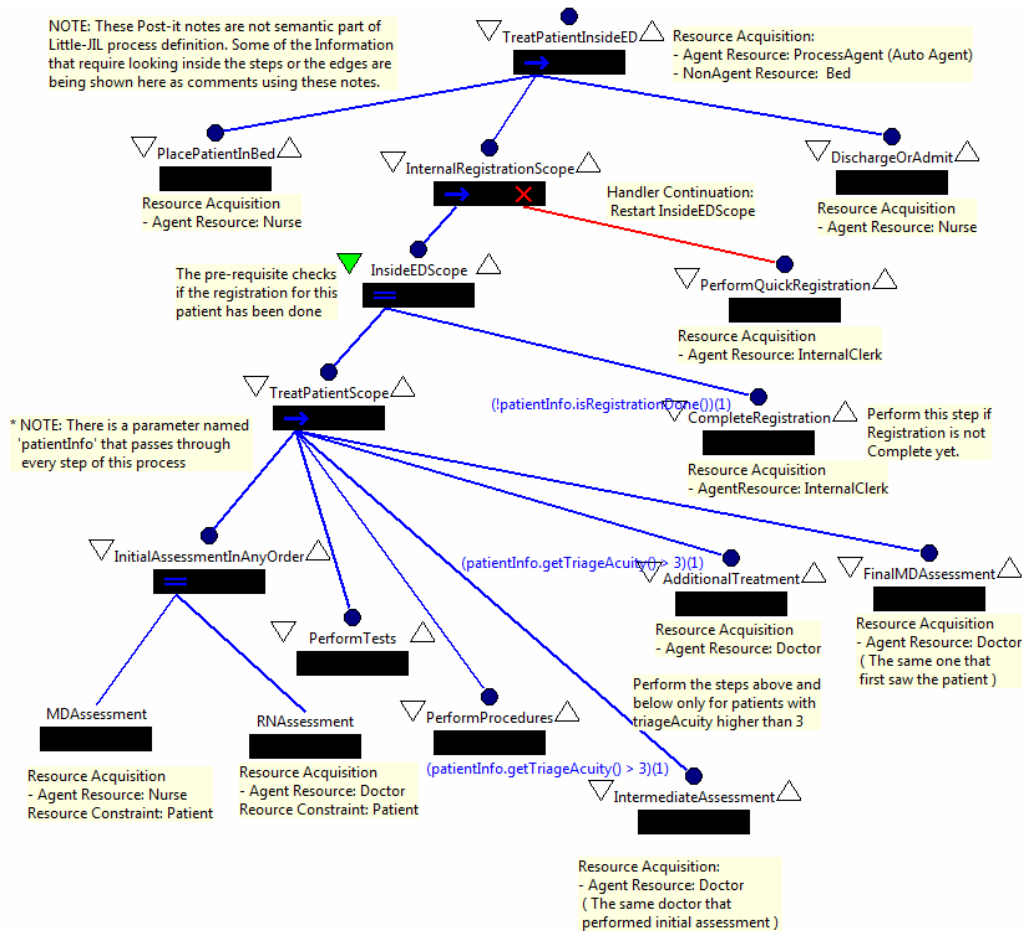 NOTE: These Post-it notes are not semantic part of
Little-JIL process definition. Some of the Information
that require looking inside the steps or the edges are
being shown here as comments using these notes.
TreatPatientInsideED
Resource Acquisition:
- Agent Resource: ProcessAgent (Auto Agent)
- NonAgent Resource:  Bed
PlacePatientInBed
Resource Acquisition
- Agent Resource: Nurse
InternalRegistrationScope
Handler Continuation:
Restart InsideEDScope
DischargeOrAdmit
Resource Acquisition
- Agent Resource: Nurse
The pre-requisite checks
if the registration for this
patient has been done
InsideEDScope
PerformQuickRegistration
Resource Acquisition
- Agent Resource: InternalClerk
TreatPatientScope
* NOTE: There is a parameter named
'patientInfo' that passes through
every step of this process
(!patientInfo.isRegistrationDone())(1)
CompleteRegistration
Perform this step if
Registration is not
Complete yet.
Resource Acquisition
- AgentResource: InternalClerk
InitialAssessmentInAnyOrder
(patientInfo.getTriageAcuity() > 3)(1)
AdditionalTreatment
FinalMDAssessment
Resource Acquisition
- Agent Resource: Doctor
Resource Acquisition
- Agent Resource: Doctor
( The same one that
first saw the patient )
PerformTests
Perform the steps above and
below only for patients with
triageAcuity higher than 3
MDAssessment
RNAssessment
PerformProcedures
Resource Acquisition
- Agent Resource: Nurse
Resource Constraint: Patient
Resource Acquisition
- Agent Resource: Doctor
Reource Constraint: Patient
(patientInfo.getTriageAcuity() > 3)(1)
IntermediateAssessment
Resource Acquisition:
- Agent Resource: Doctor
( The same doctor that
performed initial assessment )